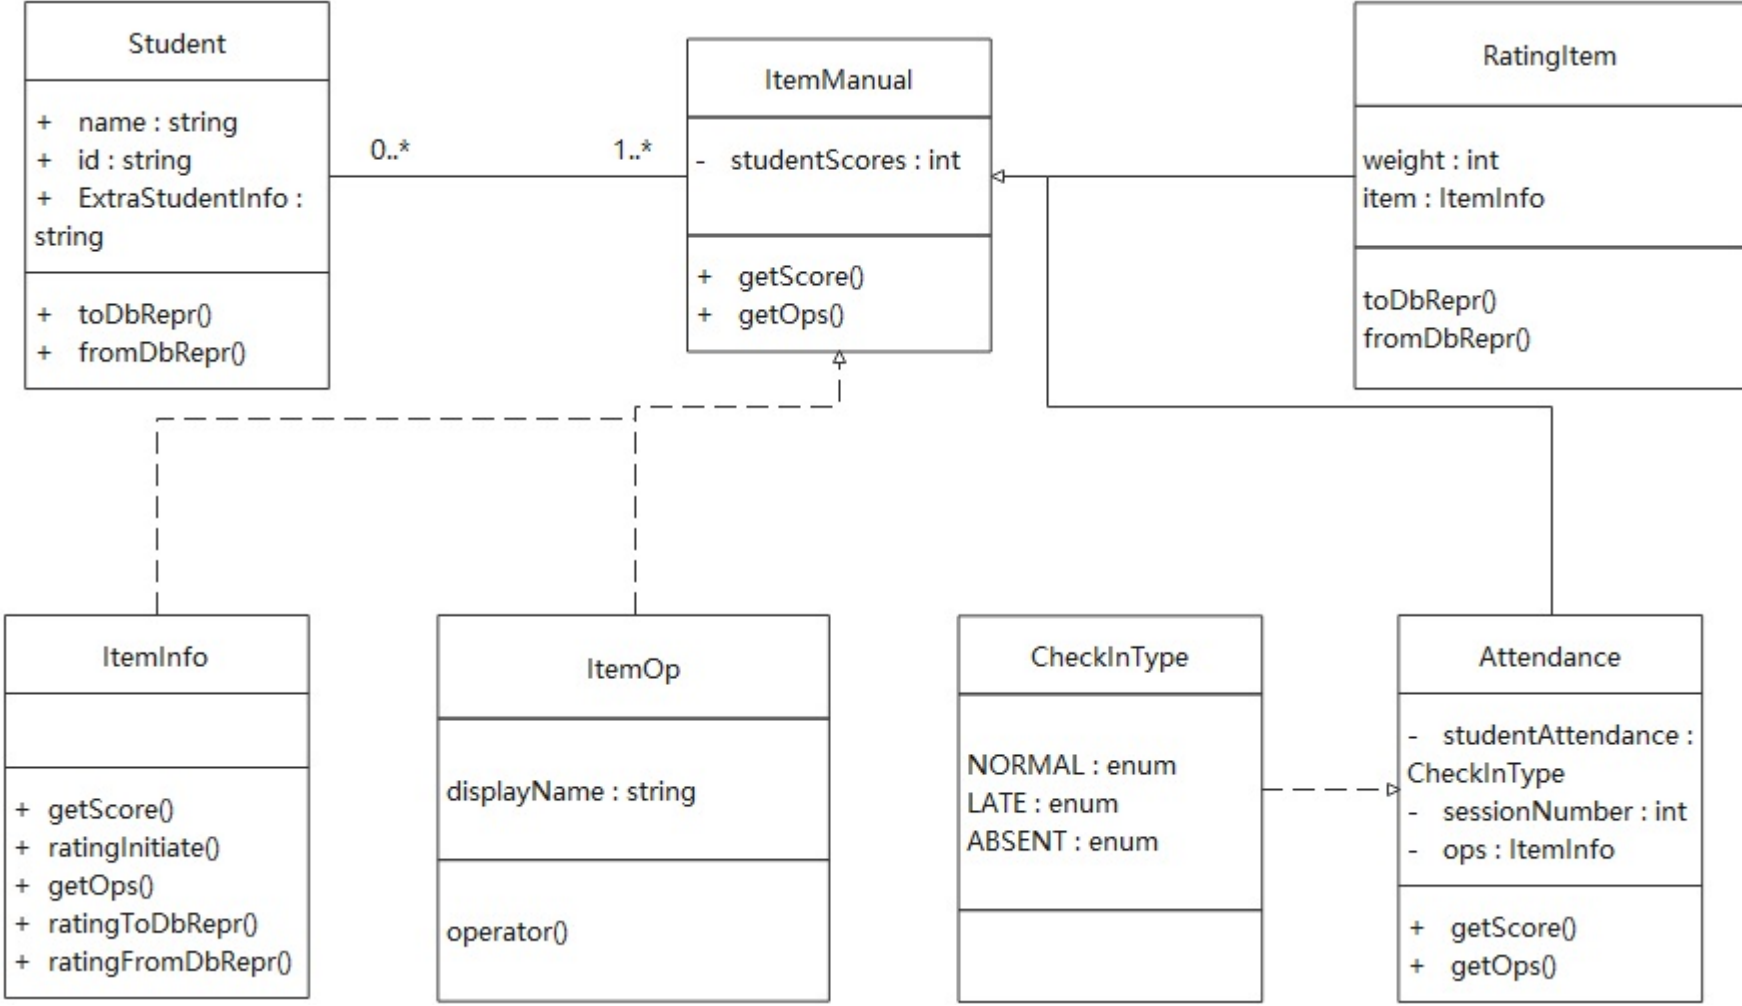 Student
+ name : string
+ id : string
+ ExtraStudentInfo :
string
+ toDbRepr()
+ fromDbRepr()
0..*
1..*
ItemManual
- studentScores : int
+ getScore()
+ getOps()
RatingItem
weight : int
item : ItemInfo
toDbRepr()
fromDbRepr()
ItemInfo
+ getScore()
+ ratingInitiate()
+ getOps()
+ ratingToDbRepr()
+ ratingFromDbRepr()
ItemOp
displayName : string
operator()
CheckInType
NORMAL : enum
LATE : enum
ABSENT : enum
Attendance
- studentAttendance :
CheckInType
- sessionNumber : int
- ops : ItemInfo
+ getScore()
+ getOps()